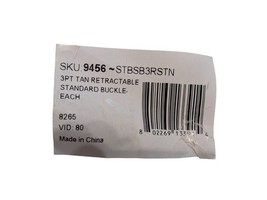 SKU:9456 ~STBSB3RSTN
3PT TAN RETRACTABLE
STANDARD BUCKLE-
EACH
8265
VID: 80
Made in China